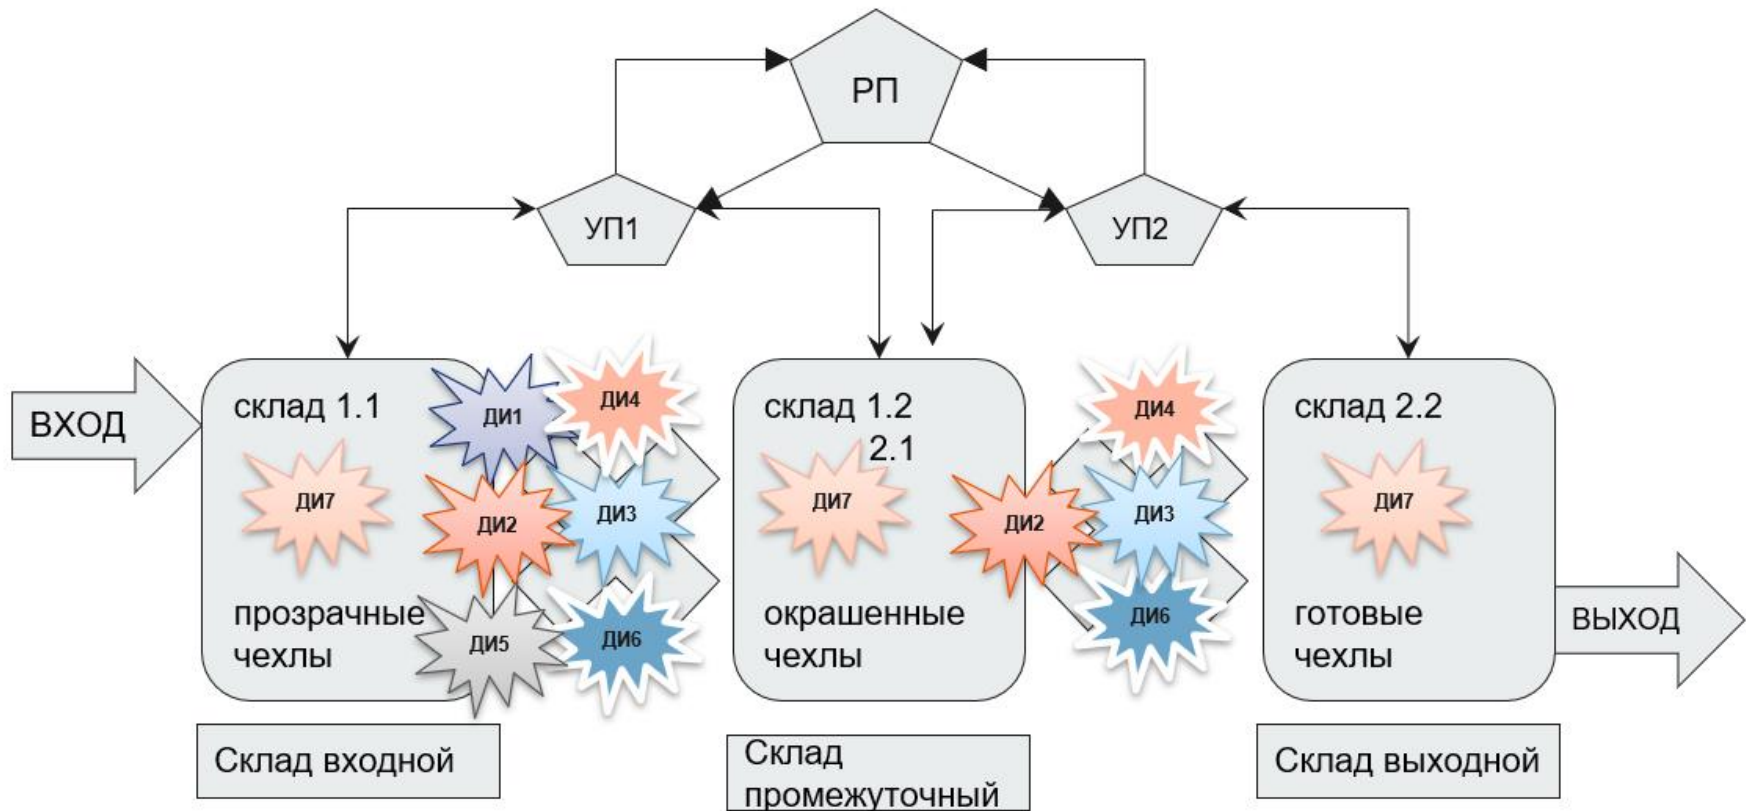 РП
УП1
УП2
ВХОД
склад 1.1
ДИ7
прозрачные
чехлы
ДИ1
ДИ4
ДИ2
ДИ3
ДИ5
ДИ6
склад 1.2
2.1
ДИ7
окрашенные
чехлы
ДИ4
ДИ2
ДИ3
ДИ6
склад 2.2
ДИ7
готовые
чехлы
ВЫХОД
Склад входной
Склад
промежуточный
Склад выходной